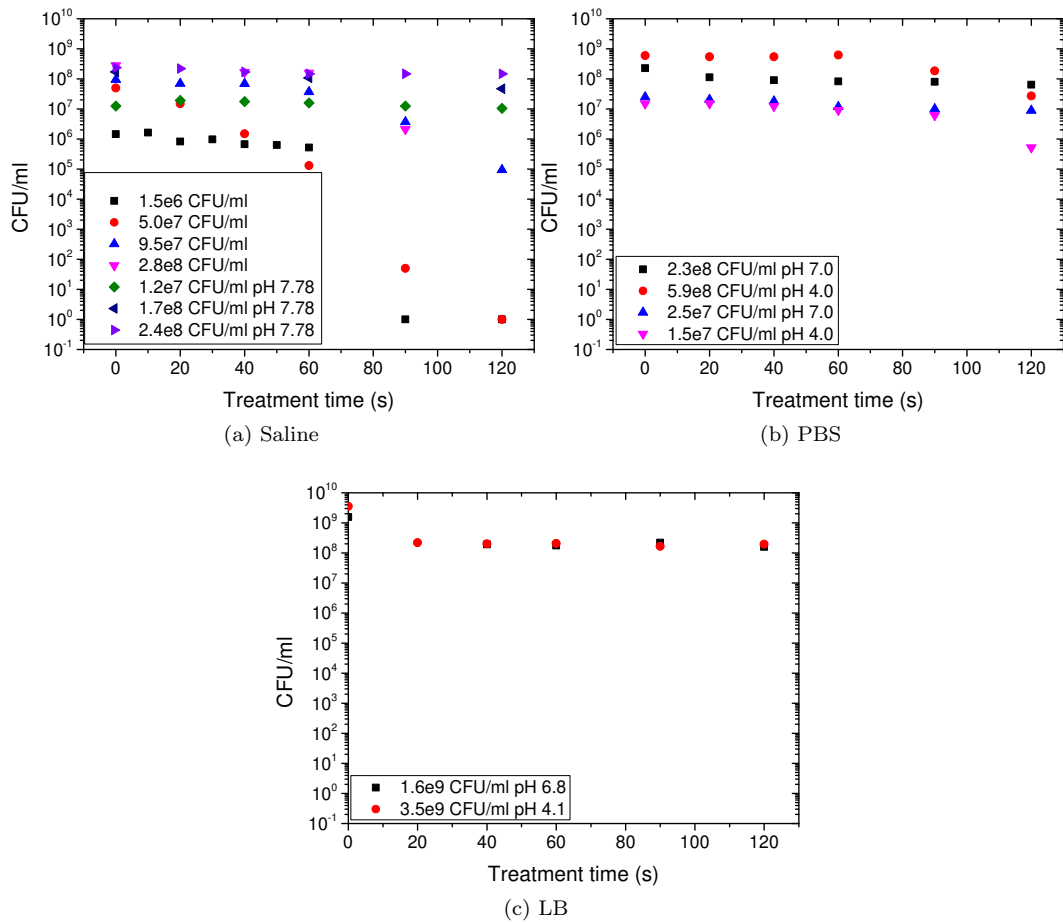 10^10
10^9
10^8
10^7
10^6
10^5
10^4
10^3
10^2
10^1
10^0
10^-1
CFU/ml
1.5e6 CFU/ml
5.0e7 CFU/ml
9.5e7 CFU/ml
2.8e8 CFU/ml
1.2e7 CFU/ml pH 7.78
1.7e8 CFU/ml pH 7.78
2.4e8 CFU/ml pH 7.78
0 20 40 60 80 100 120
Treatment time (s)
(a) Saline
10^10
10^9
10^8
10^7
10^6
10^5
10^4
10^3
10^2
10^1
10^0
10^-1
CFU/ml
2.3e8 CFU/ml pH 7.0
5.9e8 CFU/ml pH 4.0
2.5e7 CFU/ml pH 7.0
1.5e7 CFU/ml pH 4.0
0 20 40 60 80 100 120
Treatment time (s)
(b) PBS
10^10
10^9
10^8
10^7
10^6
10^5
10^4
10^3
10^2
10^1
10^0
10^-1
CFU/ml
1.6e9 CFU/ml pH 6.8
3.5e9 CFU/ml pH 4.1
0 20 40 60 80 100 120
Treatment time (s)
(c) LB